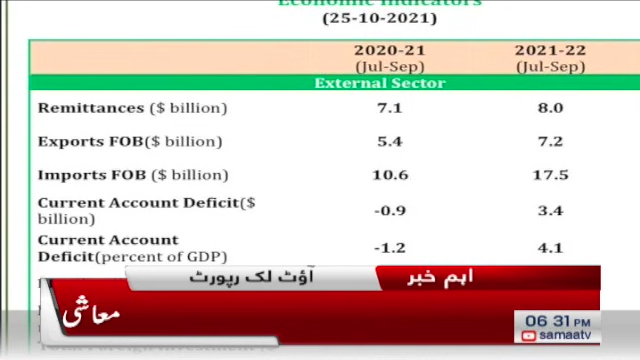 Economic Indicators
(25-10-2021)
2020-21 2021-22
(Jul-Sep) (Jul-Sep)
External Sector
Remittances ($ billion) 7.1 8.0
Exports FOB($ billion) 5.4 7.2
Imports FOB ($ billion) 10.6 17.5
Current Account Deficit($
billion) -0.9 3.4
Current Account
Deficit(percent of GDP) -1.2 4.1
آؤٹ لک رپورٹ اہم خبر
معاشی
06 31 PM
samaatv